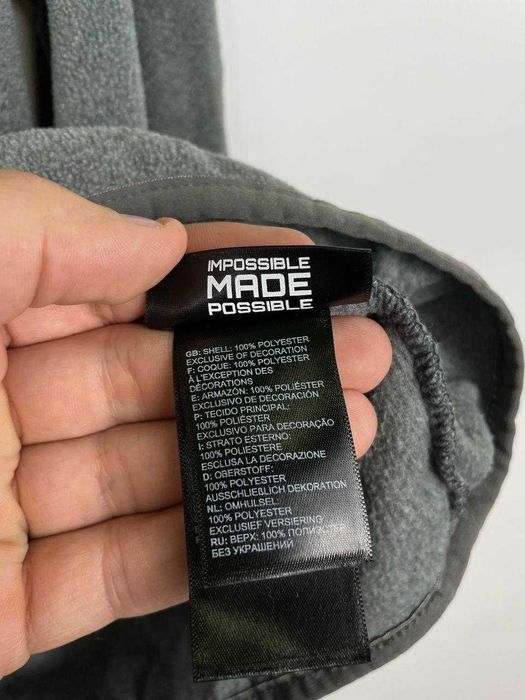 IMPOSSIBLE
MADE
POSSIBLE
GB: SHELL: 100% POLYESTER
EXCLUSIVE OF DECORATION
F: COQUE: 100% POLYESTER
À L'EXCEPTION DES
DÉCORATIONS
E: ARMAZÓN: 100% POLIÉSTER
EXCLUSIVO DE DECORACIÓN
P: TECIDO PRINCIPAL:
100% POLIÉSTER
EXCLUSIVO PARA DECORAÇÃO
I: STRATO ESTERNO:
100% POLIESTERE
ESCLUSA LA DECORAZIONE
D: OBERSTOFF:
100% POLYESTER
AUSSCHLIEẞLICH DEKORATION
NL: OMHULSEL:
100% POLYESTER
EXCLUSIEF VERSIERING
RU: ВЕРХ: 100% ПОЛИЭСТЕР
БЕЗ УКРАШЕНИЙ